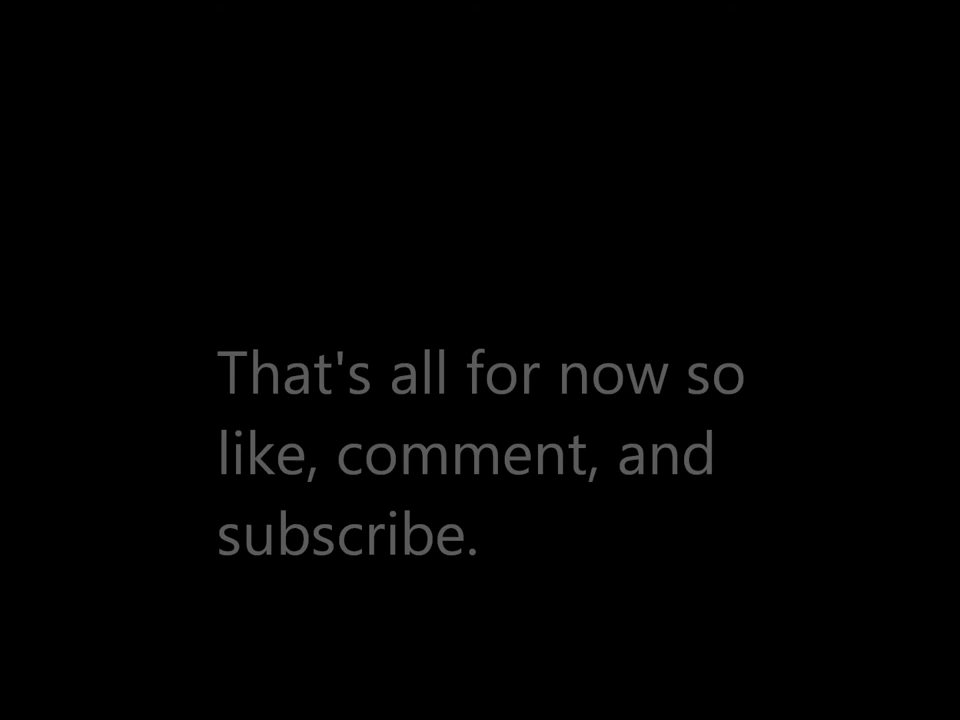 That's all for now so
like, comment, and
subscribe.